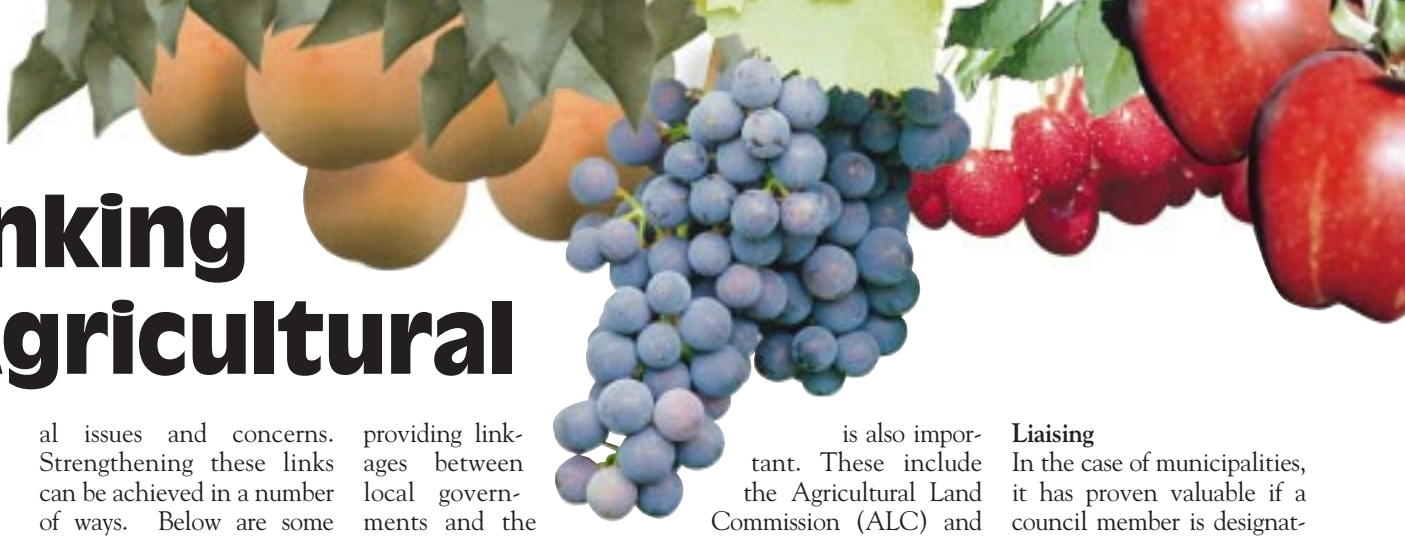 nking
gricultural
al issues and concerns.
Strengthening these links
can be achieved in a number
of ways. Below are some
providing link-
ages between
local govern-
ments and the
is also impor-
tant. These include
the Agricultural Land
Commission (ALC) and
Liaising
In the case of municipalities,
it has proven valuable if a
council member is designat-